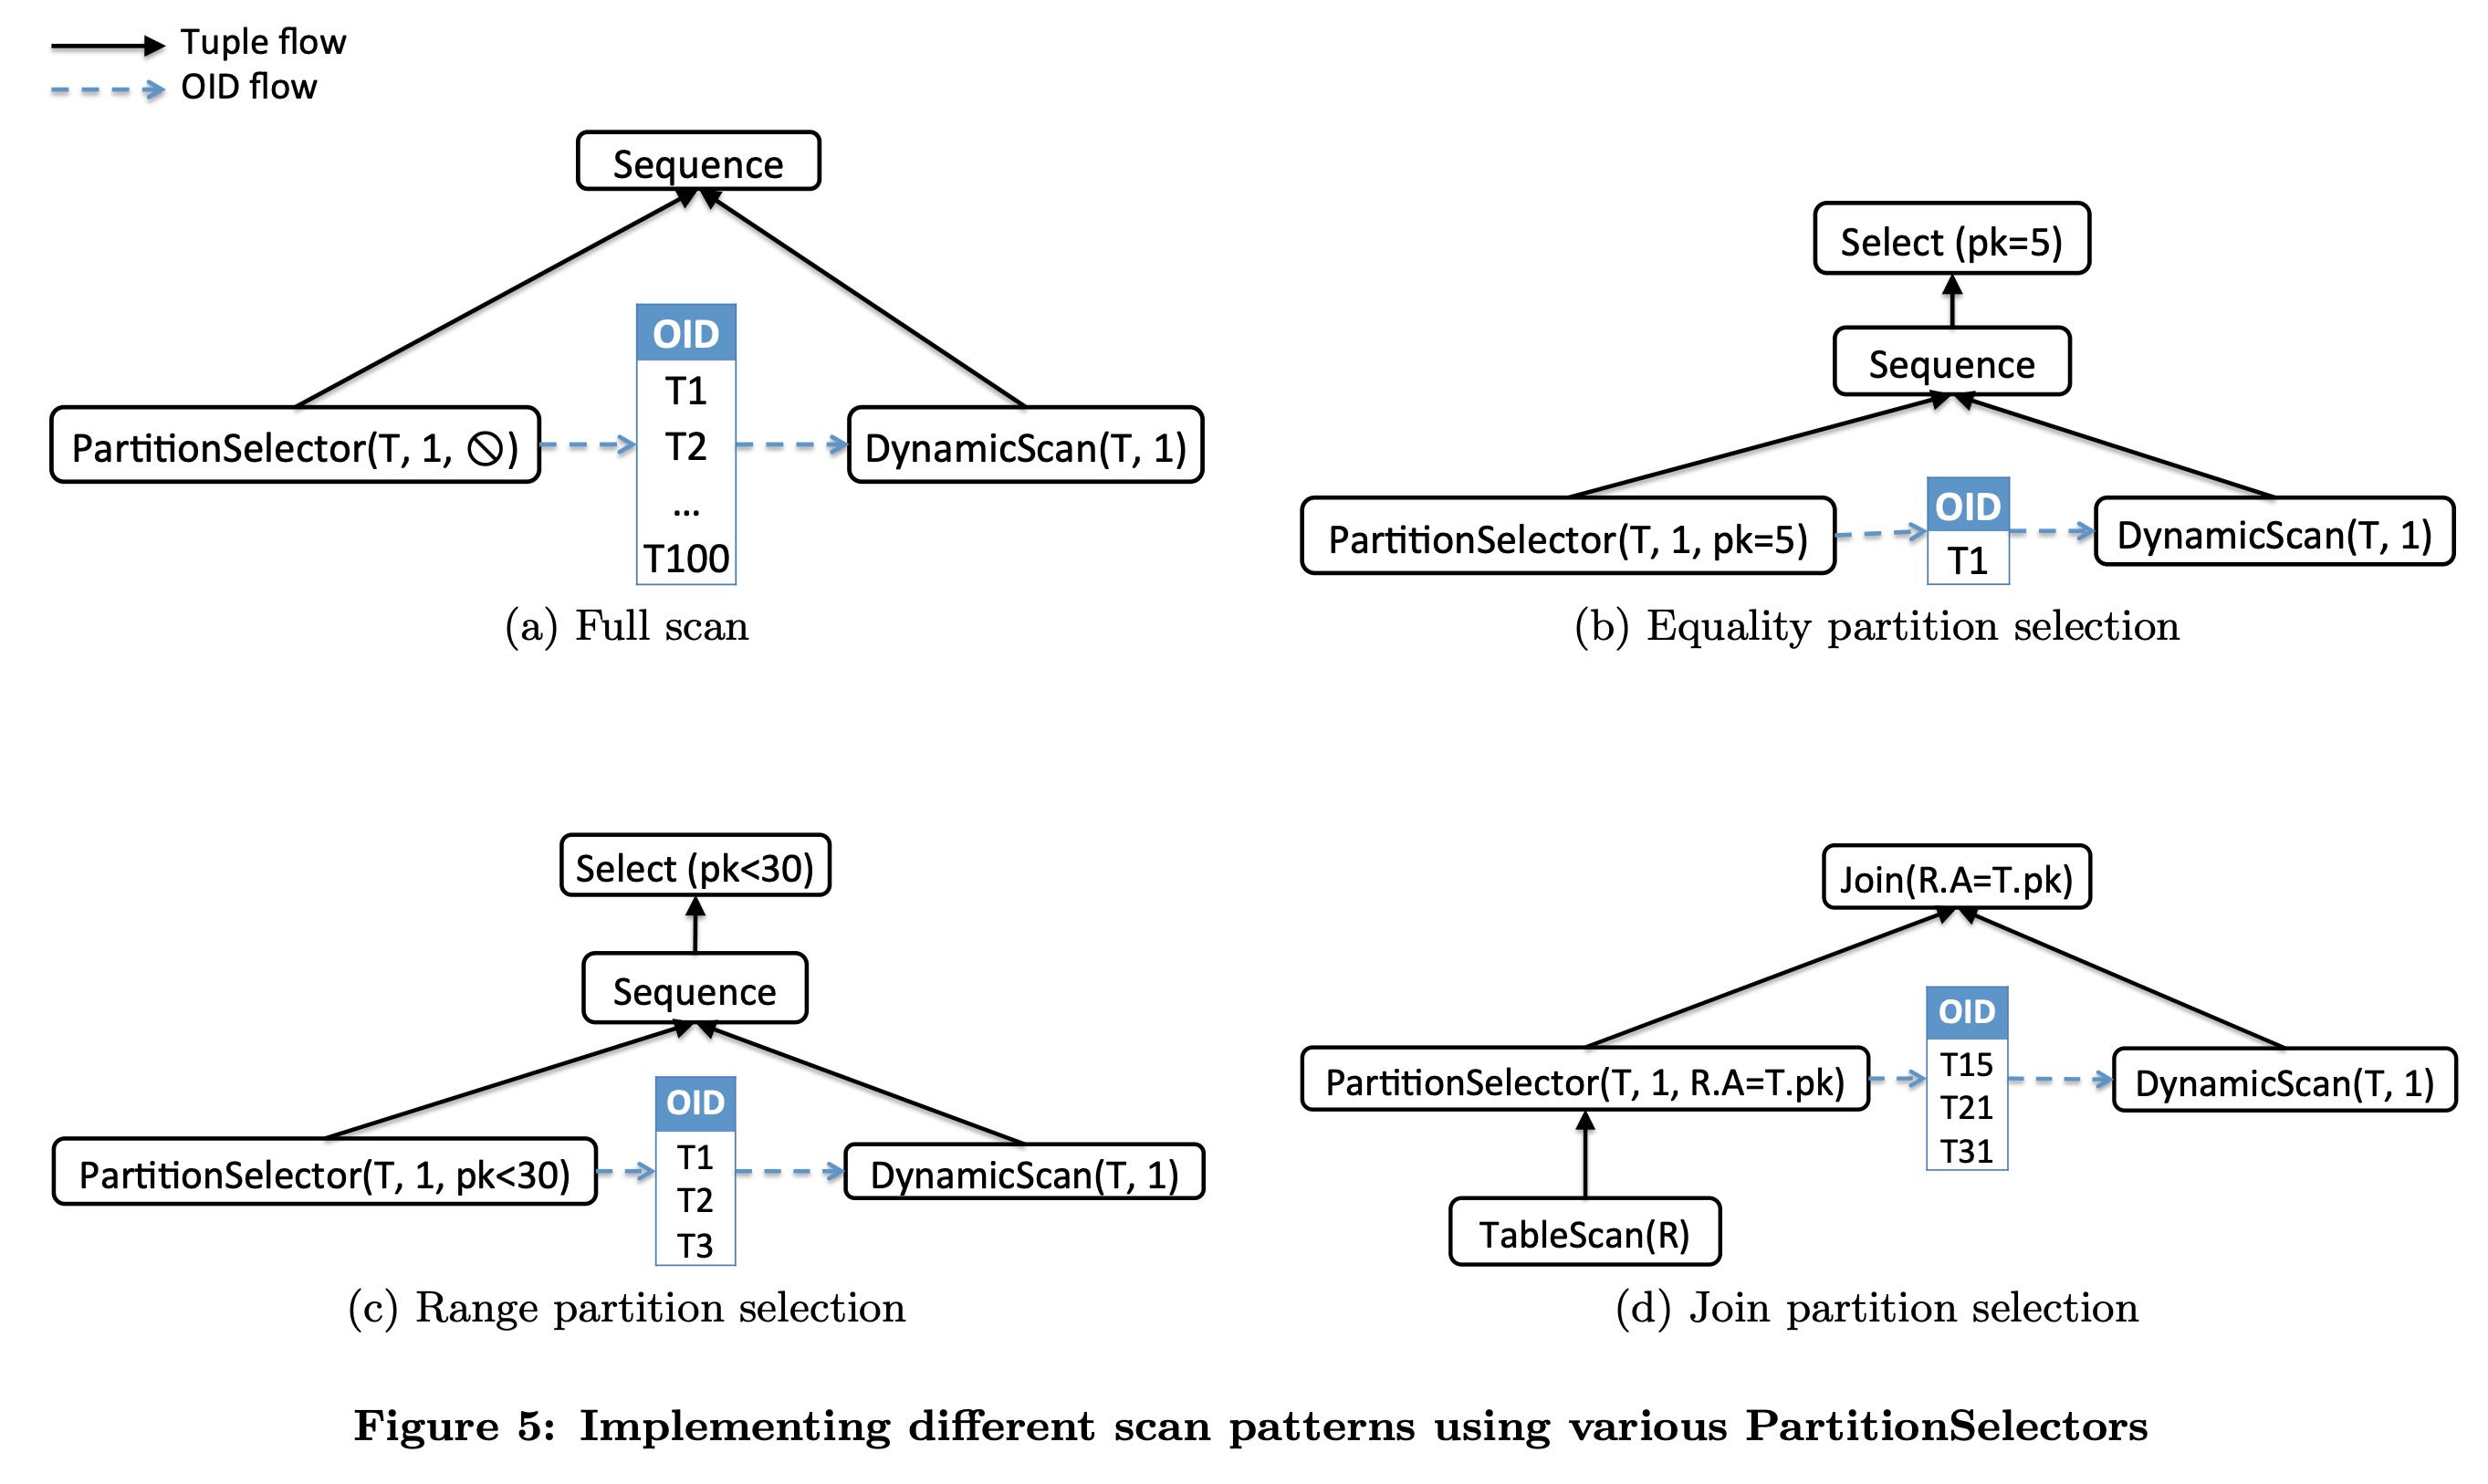 Tuple flow
OID flow
Sequence
PartitionSelector(T, 1, 🛇)
OID
T1
T2
...
T100
DynamicScan(T, 1)
(a) Full scan
Select (pk=5)
Sequence
PartitionSelector(T, 1, pk=5)
OID
T1
DynamicScan(T, 1)
(b) Equality partition selection
Select (pk<30)
Sequence
PartitionSelector(T, 1, pk<30)
OID
T1
T2
T3
DynamicScan(T, 1)
(c) Range partition selection
Join(R.A=T.pk)
PartitionSelector(T, 1, R.A=T.pk)
OID
T15
T21
T31
DynamicScan(T, 1)
TableScan(R)
(d) Join partition selection
Figure 5: Implementing different scan patterns using various PartitionSelectors